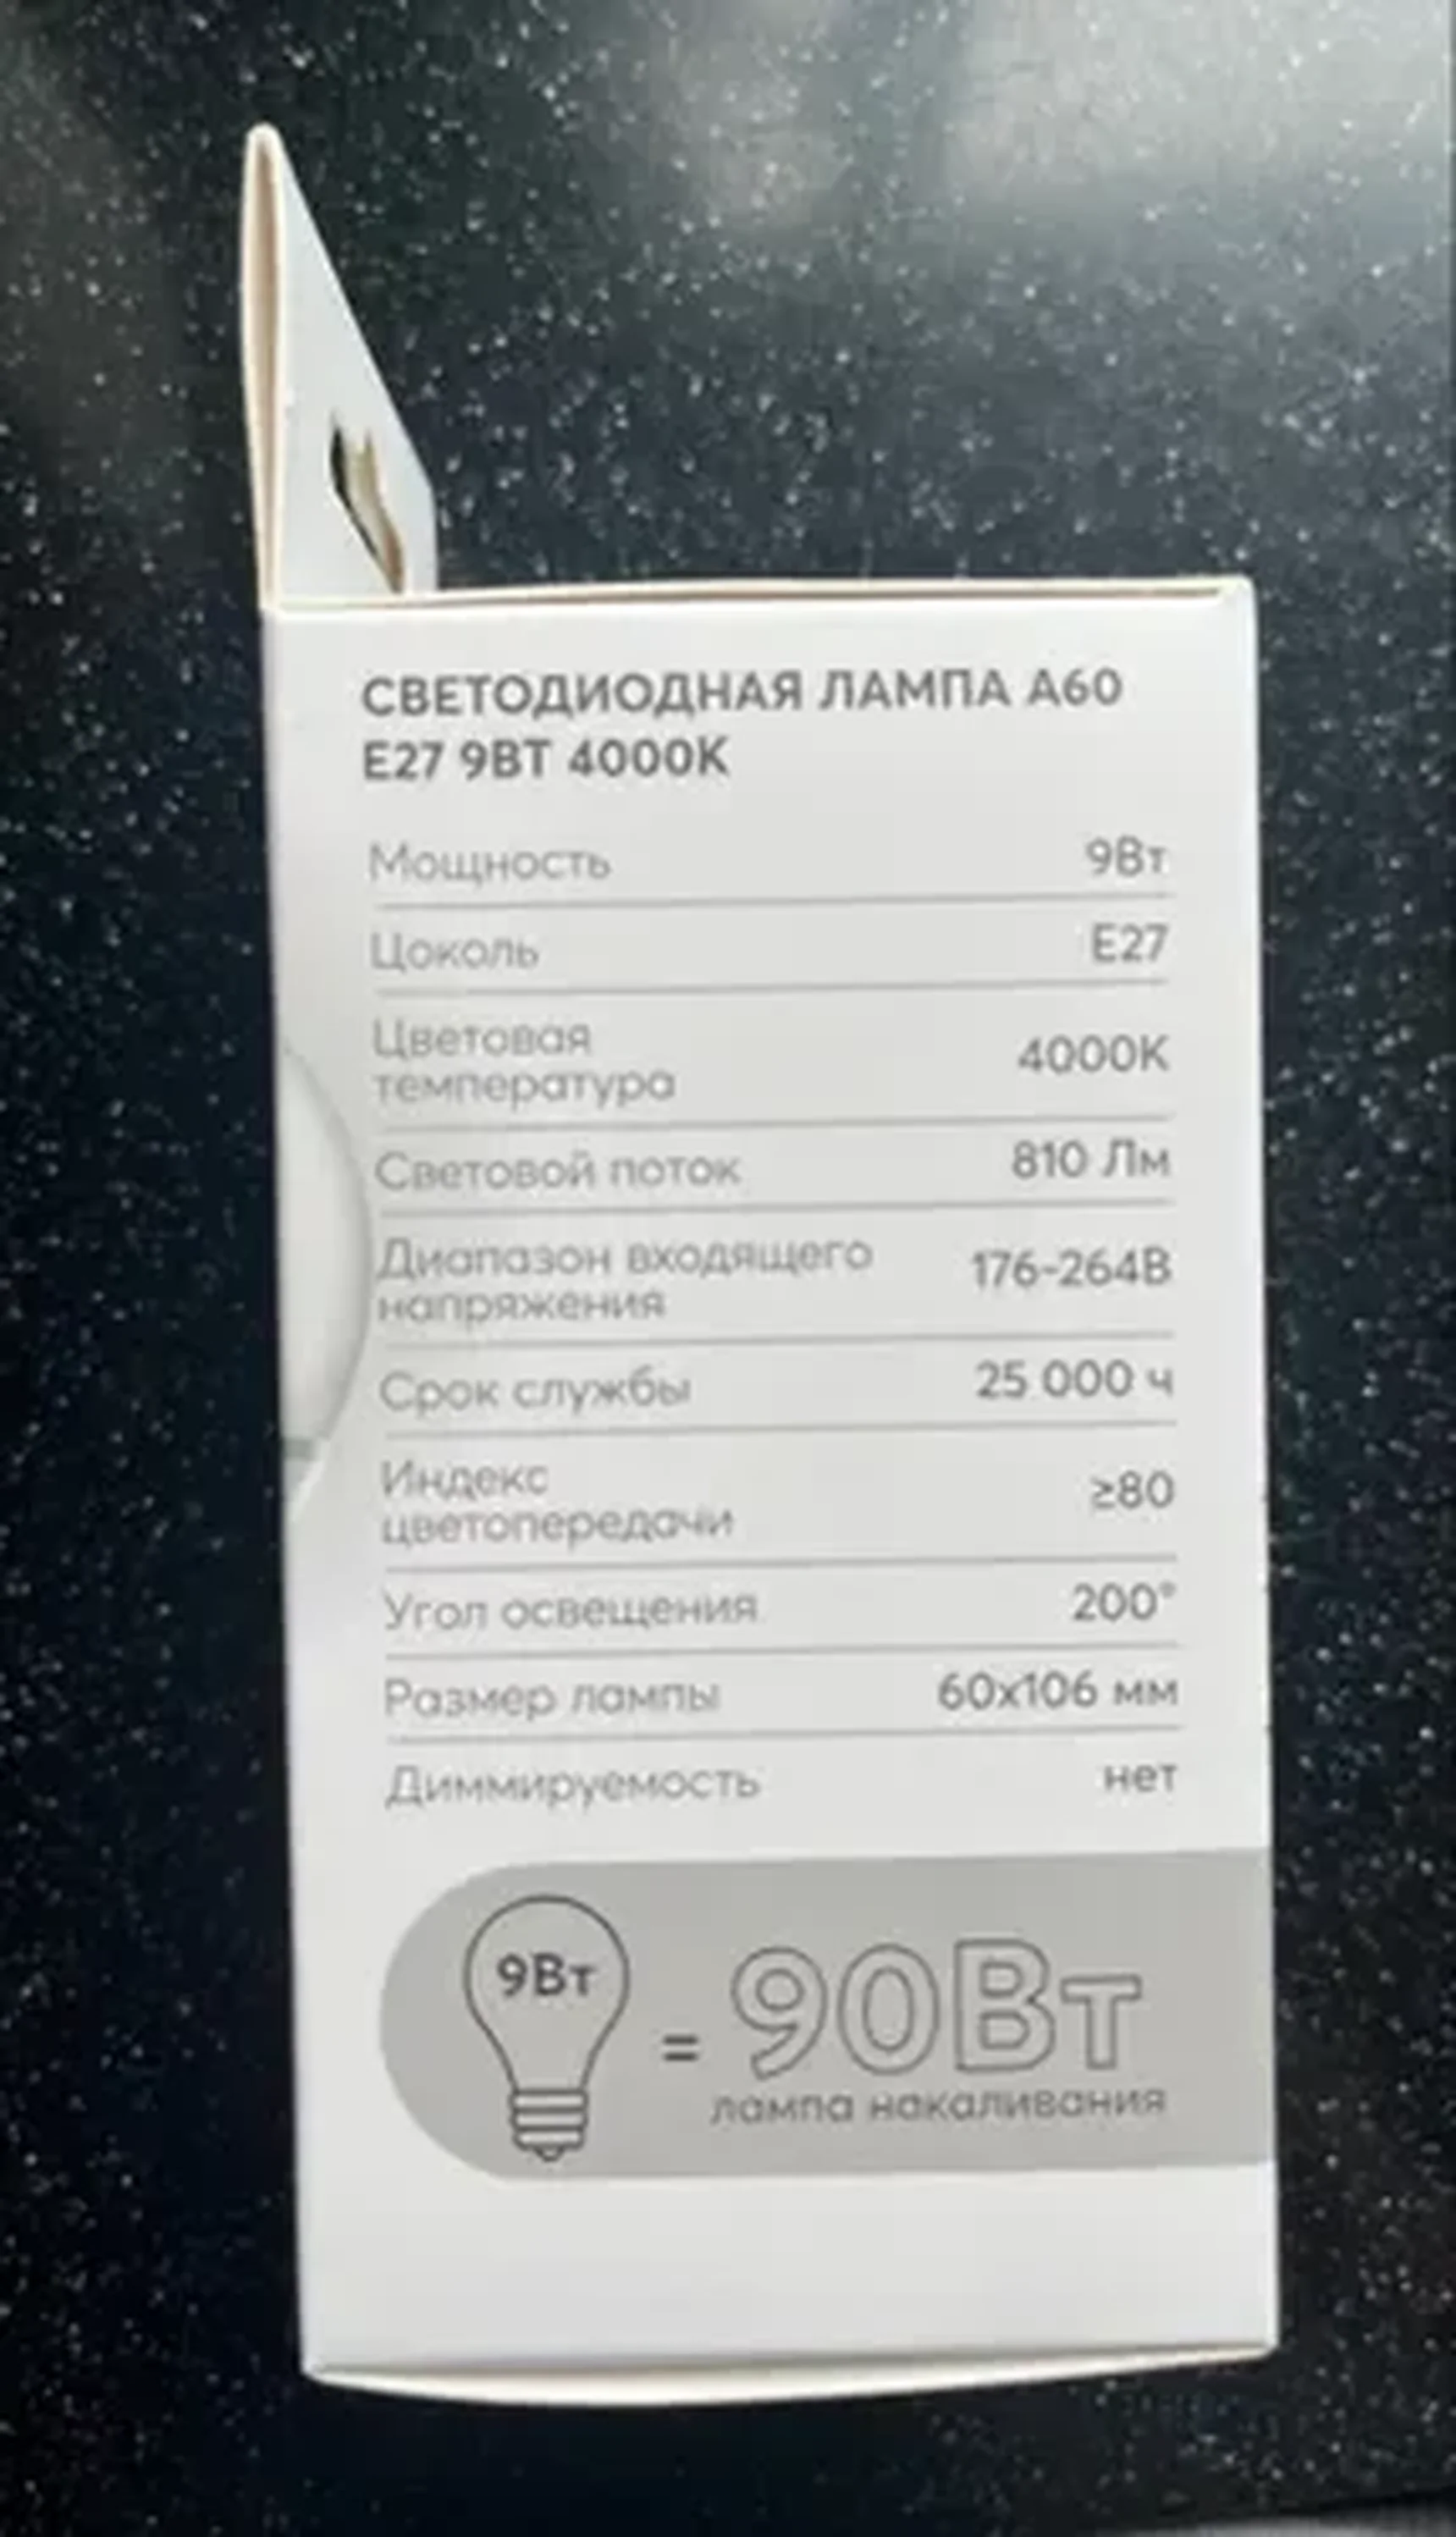 СВЕТОДИОДНАЯ ЛАМПА А60
Е27 9ВТ 4000К
Мощность 9Вт
Цоколь Е27
Цветовая
температура 4000К
Световой поток 810 Лм
Диапазон входящего
напряжения 176-264В
Срок службы 25 000 ч
Индекс
цветопередачи ≥80
Угол освещения 200°
Размер лампы 60х106 мм
Диммируемость нет
9Вт = 90Вт
лампа накаливания